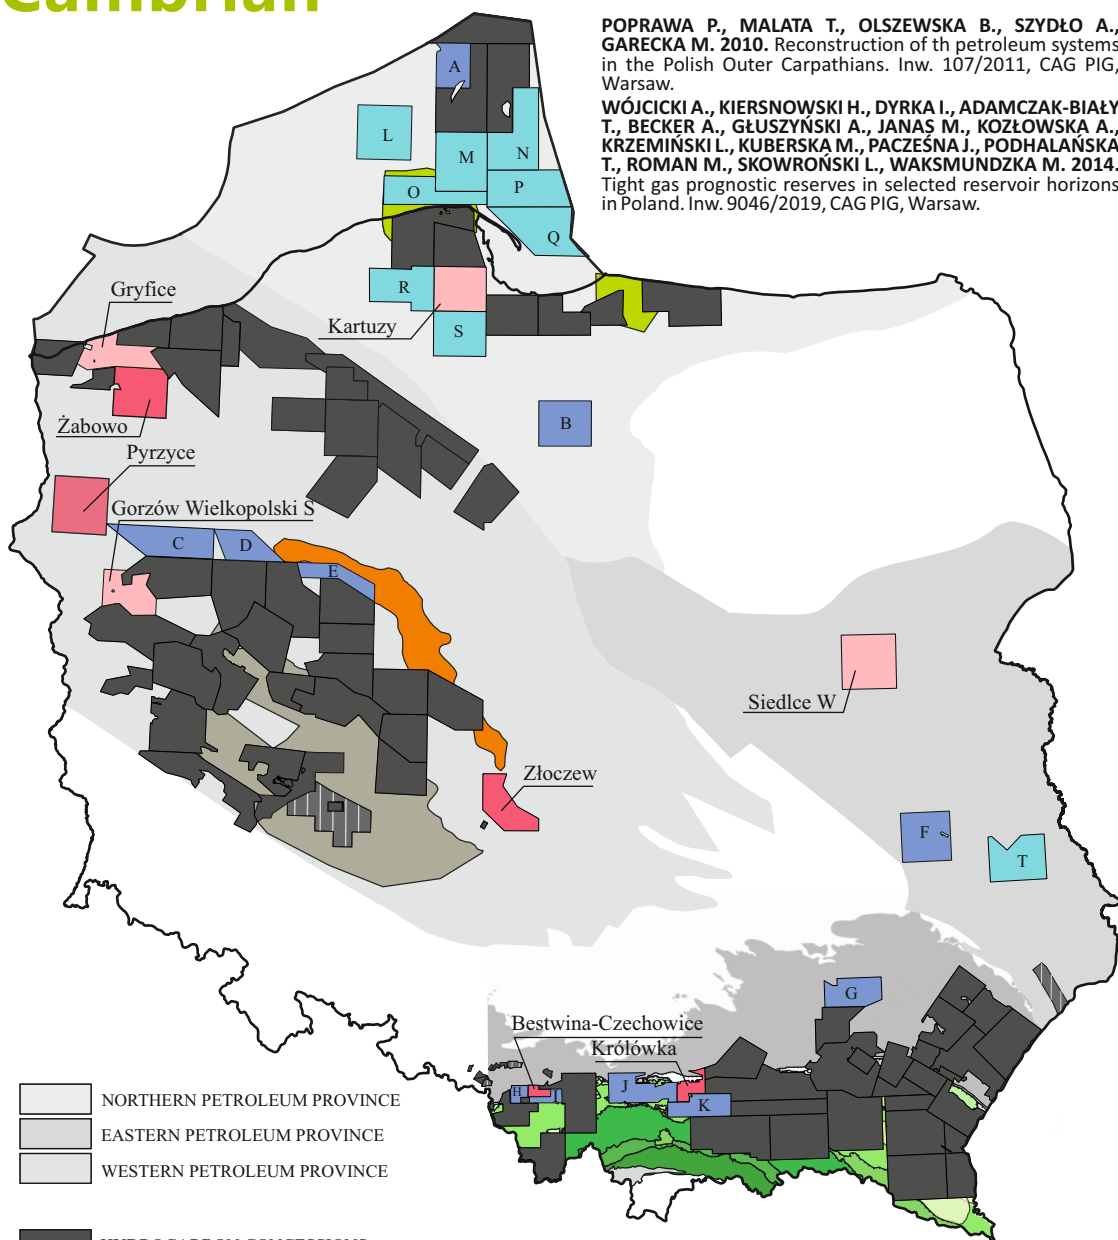 Cambrian
POPRAWA P., MALATA T., OLSZEWSKA B., SZYDŁO A.,
GARECKA M. 2010. Reconstruction of th petroleum systems
in the Polish Outer Carpathians. Inw. 107/2011, CAG PIG,
Warsaw.
WÓJCICKI A., KIERSNOWSKI H., DYRKA I., ADAMCZAK-BIAŁY
T., BECKER A., GŁUSZYŃSKI A., JANAS M., KOZŁOWSKA A.,
KRZEMIŃSKI L., KUBERSKA M., PACZEŚNA J., PODHALAŃSKA
T., ROMAN M., SKOWROŃSKI L., WAKSMUNDZKA M. 2014.
Tight gas prognostic reserves in selected reservoir horizons
in Poland. Inw. 9046/2019, CAG PIG, Warsaw.
A
L
M
N
O
P
Q
R
S
Gryfice
Kartuzy
Żabowo
B
Pyrzyce
Gorzów Wielkopolski S
C
D
E
Siedlce W
Złoczew
F
T
G
Bestwina-Czechowice
Królówka
H
I
J
K
NORTHERN PETROLEUM PROVINCE
EASTERN PETROLEUM PROVINCE
WESTERN PETROLEUM PROVINCE